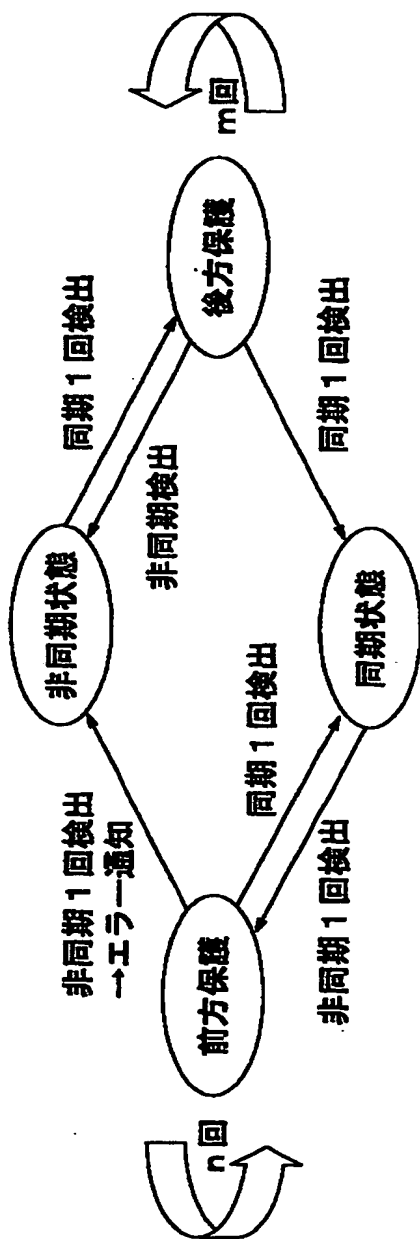 非同期状態
非同期1回検出
→エラー通知
同期1回検出
非同期検出
n回
前方保護
後方保護
m回
同期1回検出
非同期1回検出
同期1回検出
同期状態